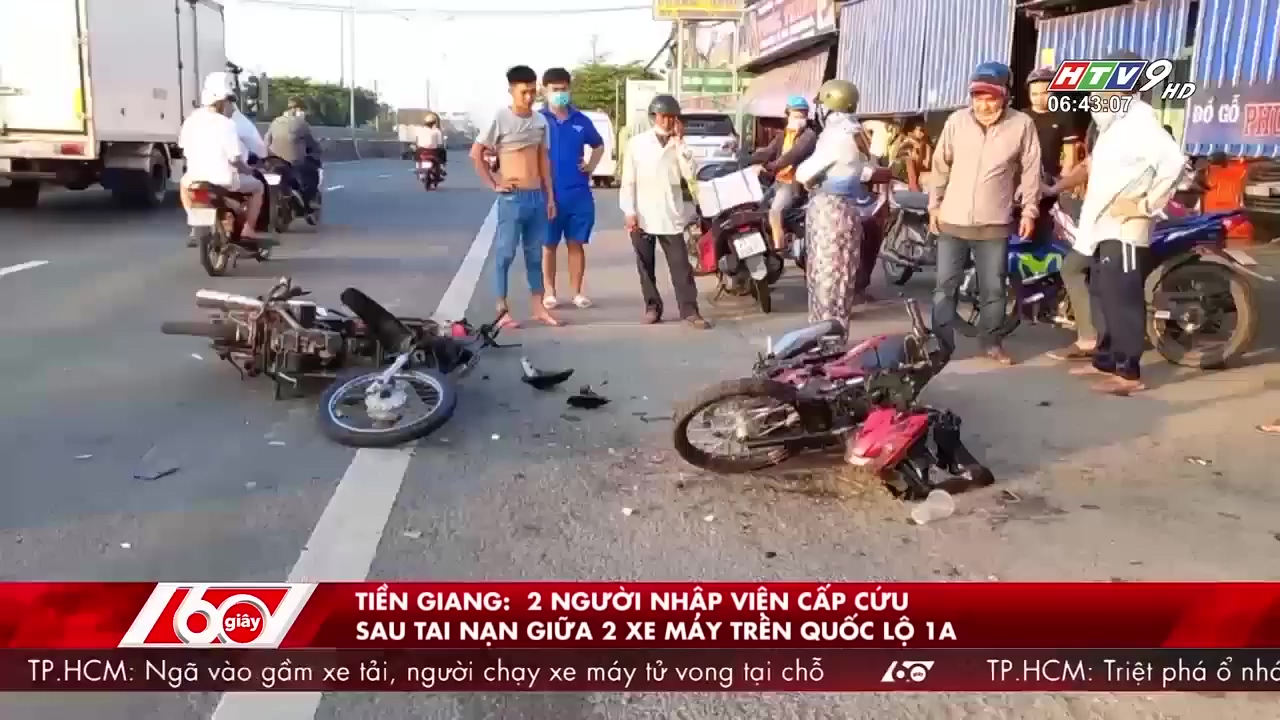 HTV9 HD
06:43:07
ĐỒ GỖ
60 giây
TIỀN GIANG: 2 NGƯỜI NHẬP VIỆN CẤP CỨU
SAU TAI NẠN GIỮA 2 XE MÁY TRÊN QUỐC LỘ 1A
TP.HCM: Ngã vào gầm xe tải, người chạy xe máy tử vong tại chỗ
60
TP.HCM: Triệt phá ổ nhó